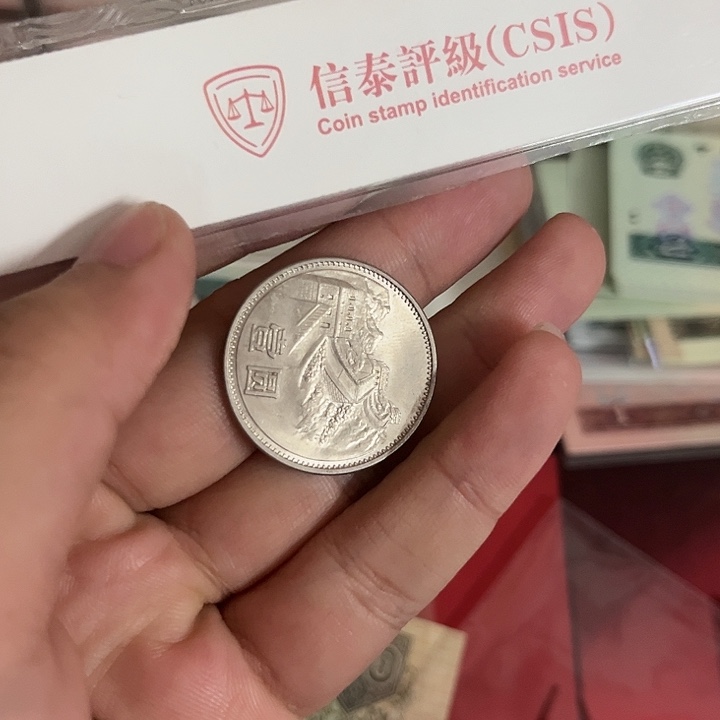 信泰評級(CSIS)
Coin stamp identification service
壹圆